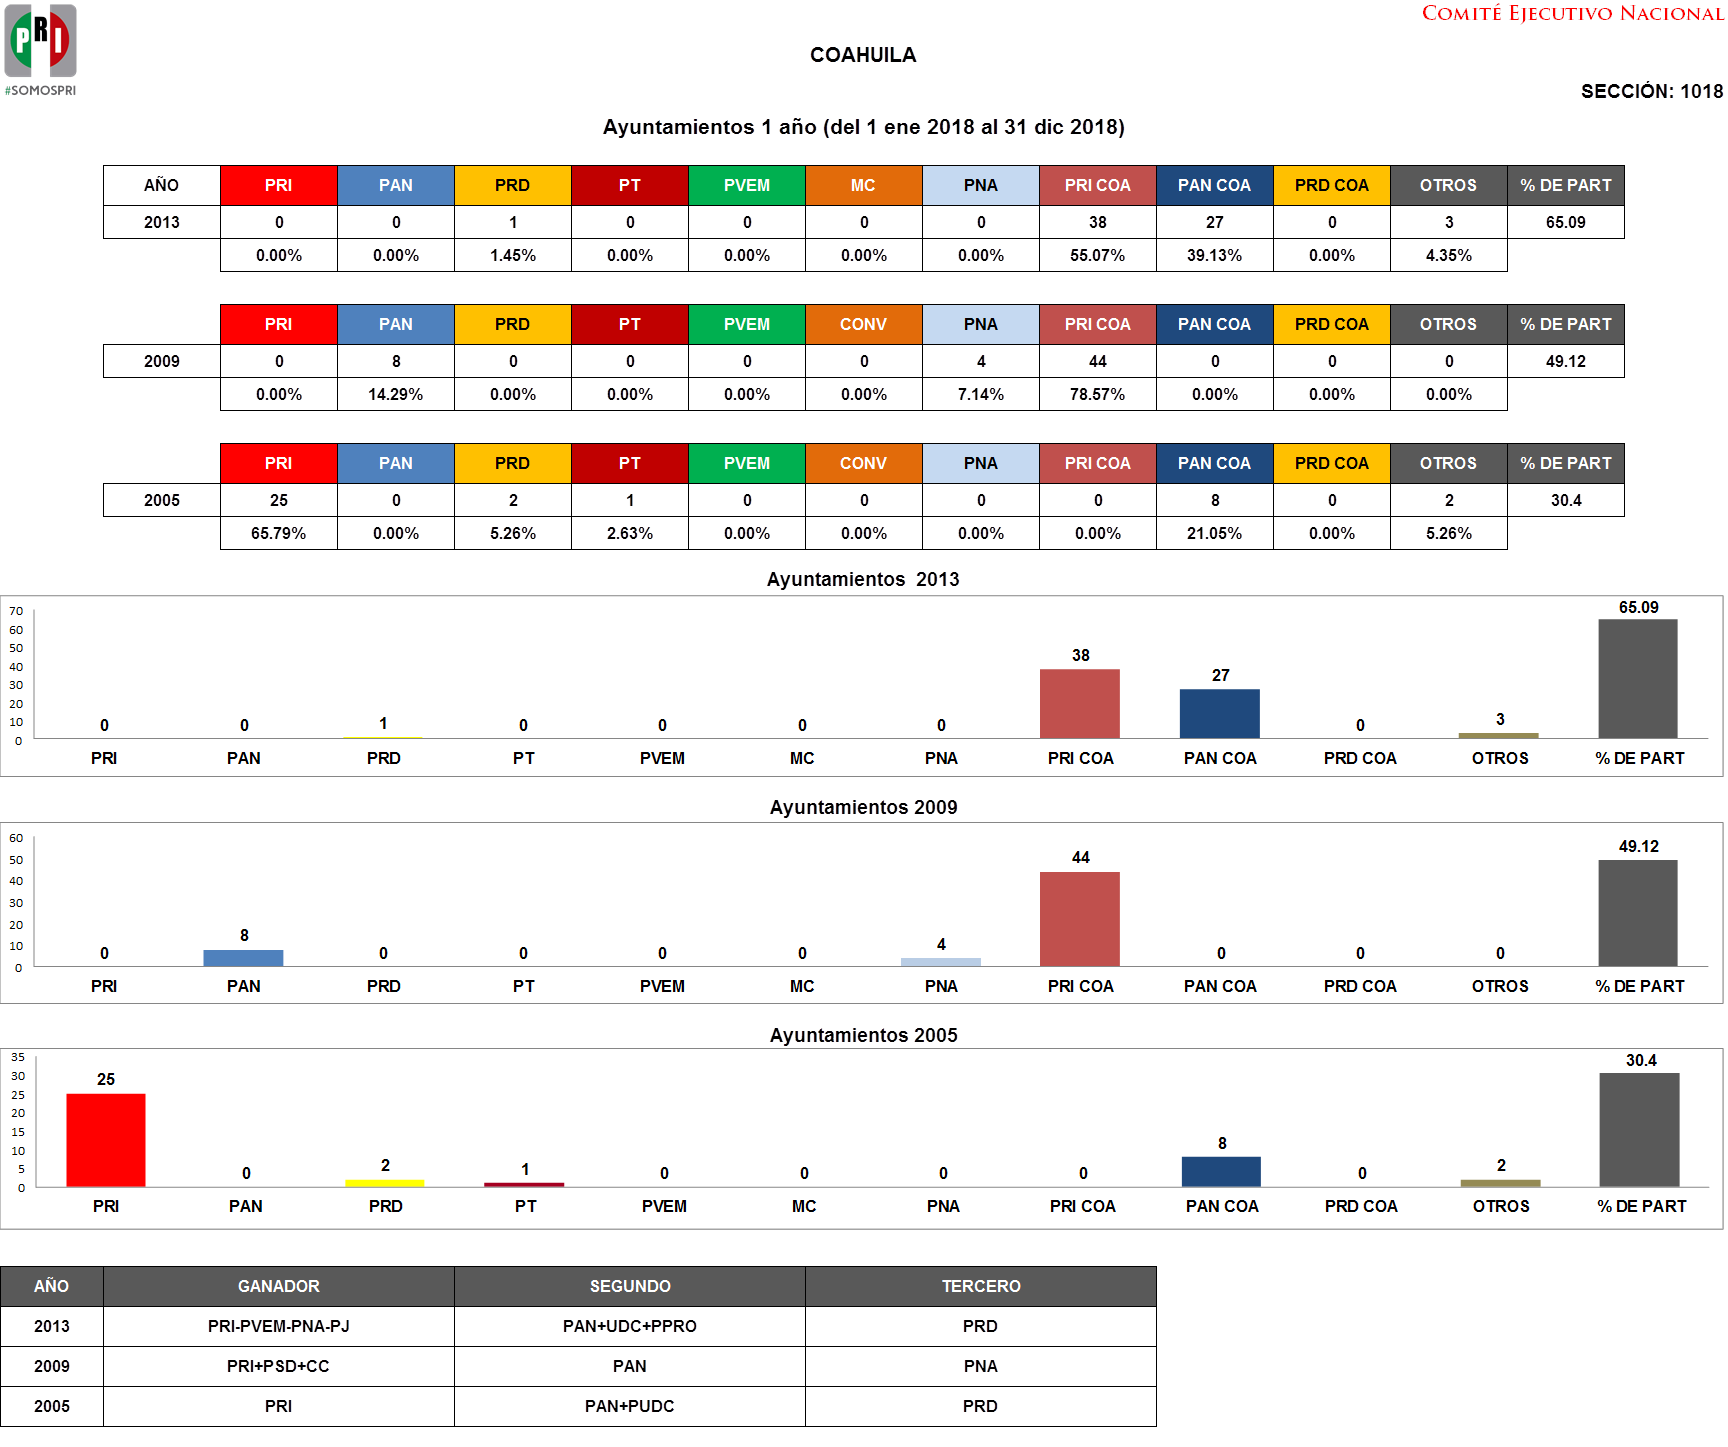 PRI
#SOMOSPRI
COMITÉ EJECUTIVO NACIONAL
COAHUILA
SECCIÓN: 1018
Ayuntamientos 1 año (del 1 ene 2018 al 31 dic 2018)
AÑO PRI PAN PRD PT PVEM MC PNA PRI COA PAN COA PRD COA OTROS % DE PART
2013 0 0 1 0 0 0 0 38 27 0 3 65.09
0.00% 0.00% 1.45% 0.00% 0.00% 0.00% 0.00% 55.07% 39.13% 0.00% 4.35%
PRI PAN PRD PT PVEM CONV PNA PRI COA PAN COA PRD COA OTROS % DE PART
2009 0 8 0 0 0 0 4 44 0 0 0 49.12
0.00% 14.29% 0.00% 0.00% 0.00% 0.00% 7.14% 78.57% 0.00% 0.00% 0.00%
PRI PAN PRD PT PVEM CONV PNA PRI COA PAN COA PRD COA OTROS % DE PART
2005 25 0 2 1 0 0 0 0 8 0 2 30.4
65.79% 0.00% 5.26% 2.63% 0.00% 0.00% 0.00% 0.00% 21.05% 0.00% 5.26%
Ayuntamientos 2013
70
60
50
40
30
20
10
0
0 0 1 0 0 0 0 38 27 0 3 65.09
PRI PAN PRD PT PVEM MC PNA PRI COA PAN COA PRD COA OTROS % DE PART
Ayuntamientos 2009
60
50
40
30
20
10
0
0 8 0 0 0 0 4 44 0 0 0 49.12
PRI PAN PRD PT PVEM MC PNA PRI COA PAN COA PRD COA OTROS % DE PART
Ayuntamientos 2005
35
30
25
20
15
10
5
0
25 0 2 1 0 0 0 0 8 0 2 30.4
PRI PAN PRD PT PVEM MC PNA PRI COA PAN COA PRD COA OTROS % DE PART
AÑO GANADOR SEGUNDO TERCERO
2013 PRI-PVEM-PNA-PJ PAN+UDC+PPRO PRD
2009 PRI+PSD+CC PAN PNA
2005 PRI PAN+PUDC PRD